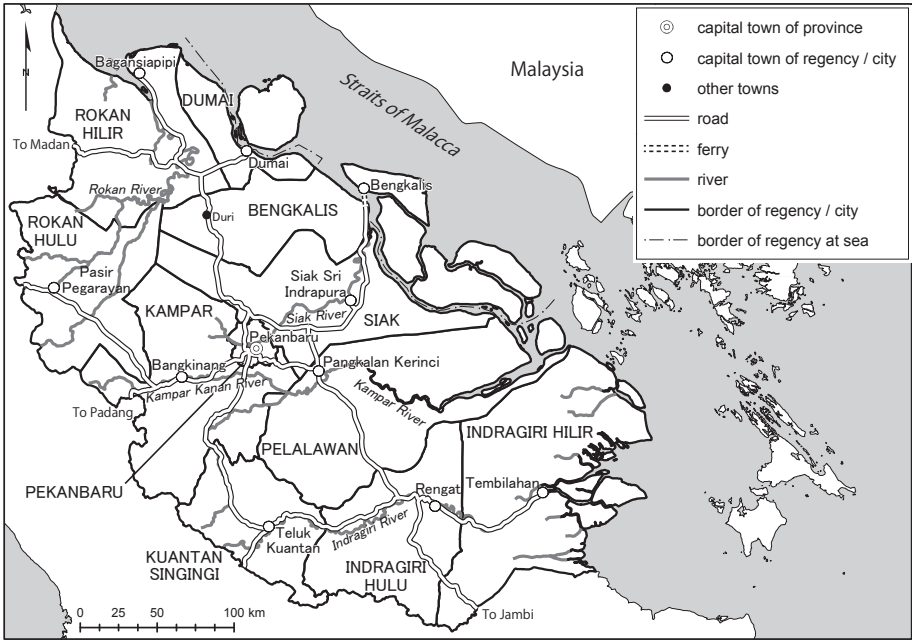 capital town of province
capital town of regency / city
other towns
road
ferry
river
border of regency / city
border of regency at sea
Malaysia
Straits of Malacca
N
Bagansiapipi
DUMAI
ROKAN
HILIR
To Madan
Dumai
Rokan River
Bengkalis
Duri
BENGKALIS
ROKAN
HULU
Pasir
Pegarayan
Siak Sri
Indrapura
KAMPAR
Siak River
SIAK
Pekanbaru
Bangkinang
Pangkalan Kerinci
Kampar Kanan River
Kampar River
To Padang
INDRAGIRI HILIR
PELALAWAN
PEKANBARU
Rengat
Tembilahan
Teluk
Kuantan
Indragiri River
KUANTAN
SINGINGI
INDRAGIRI
HULU
To Jambi
0 25 50 100 km